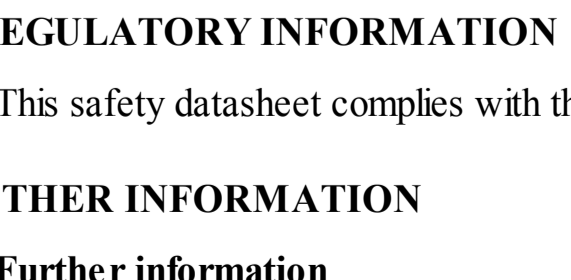 EGULATORY INFORMATION
This safety datasheet complies with th
THER INFORMATION
Further information